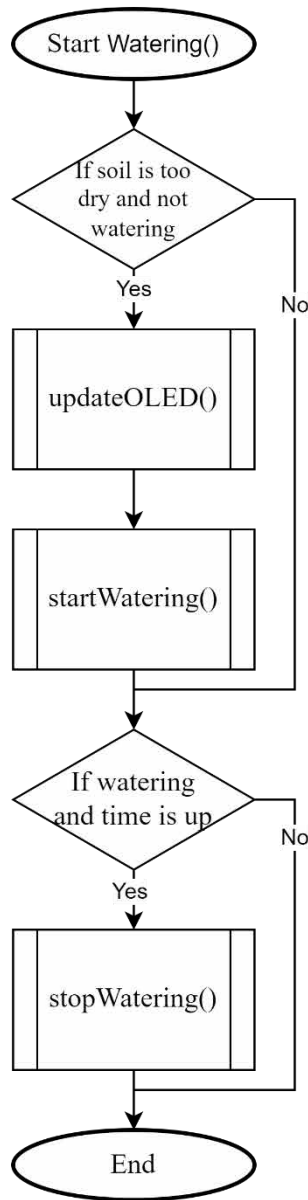 Start Watering()
If soil is too
dry and not
watering
Yes
No
updateOLED()
startWatering()
If watering
and time is up
No
Yes
stopWatering()
End